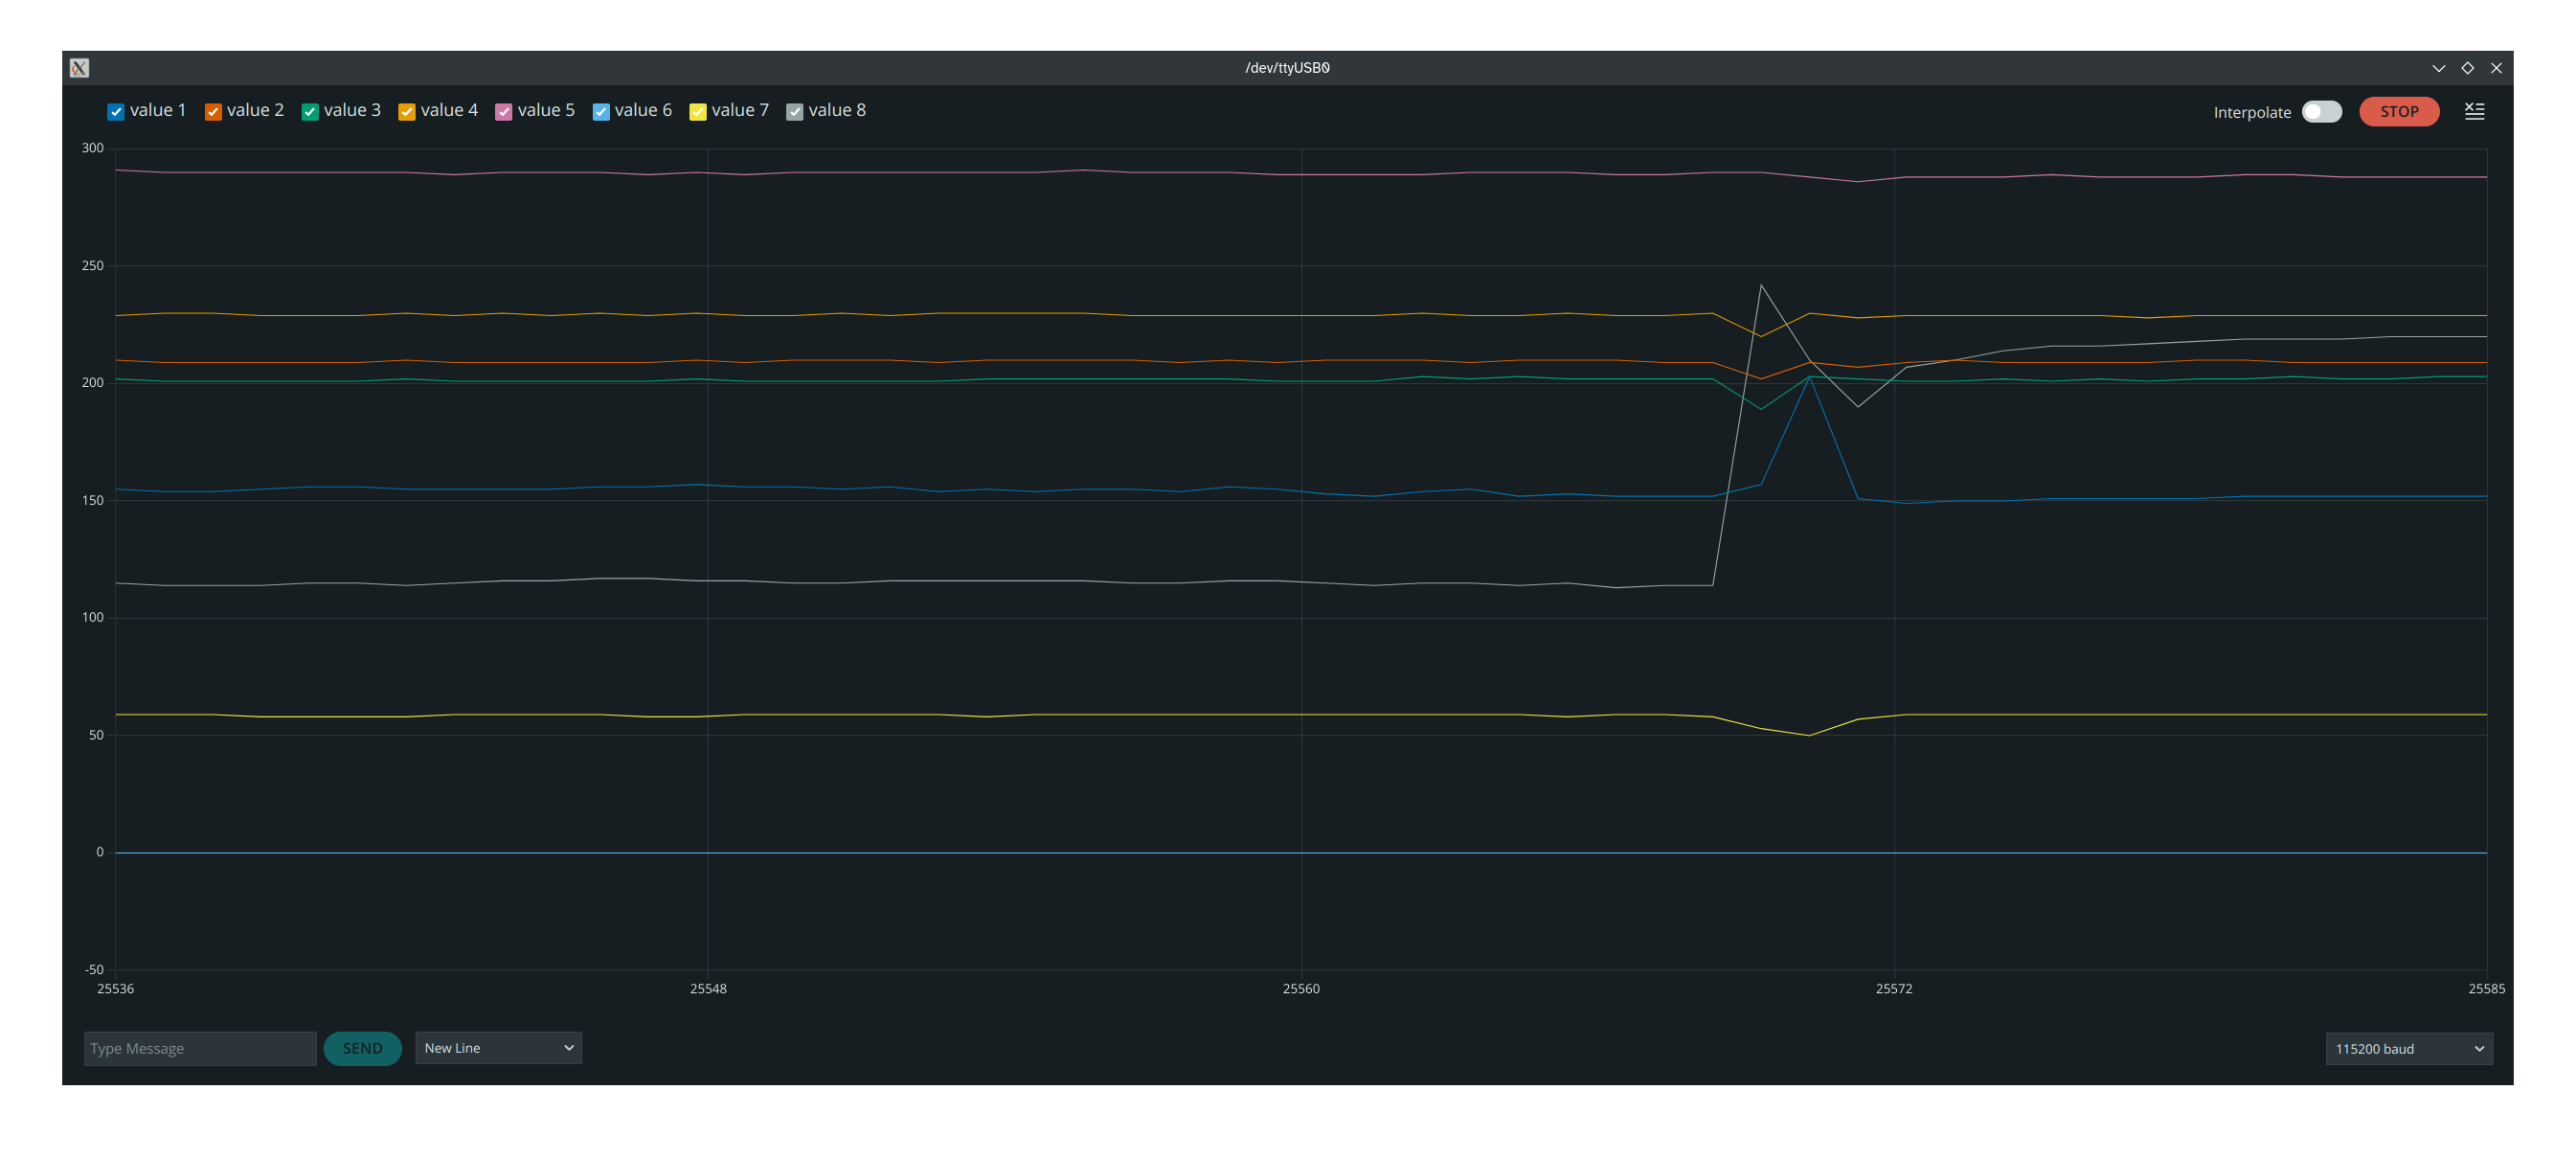 /dev/ttyUSB0
value 1 value 2 value 3 value 4 value 5 value 6 value 7 value 8
Interpolate STOP
300
250
200
150
100
50
0
-50
25536 25548 25560 25572 25585
Type Message SEND New Line 115200 baud